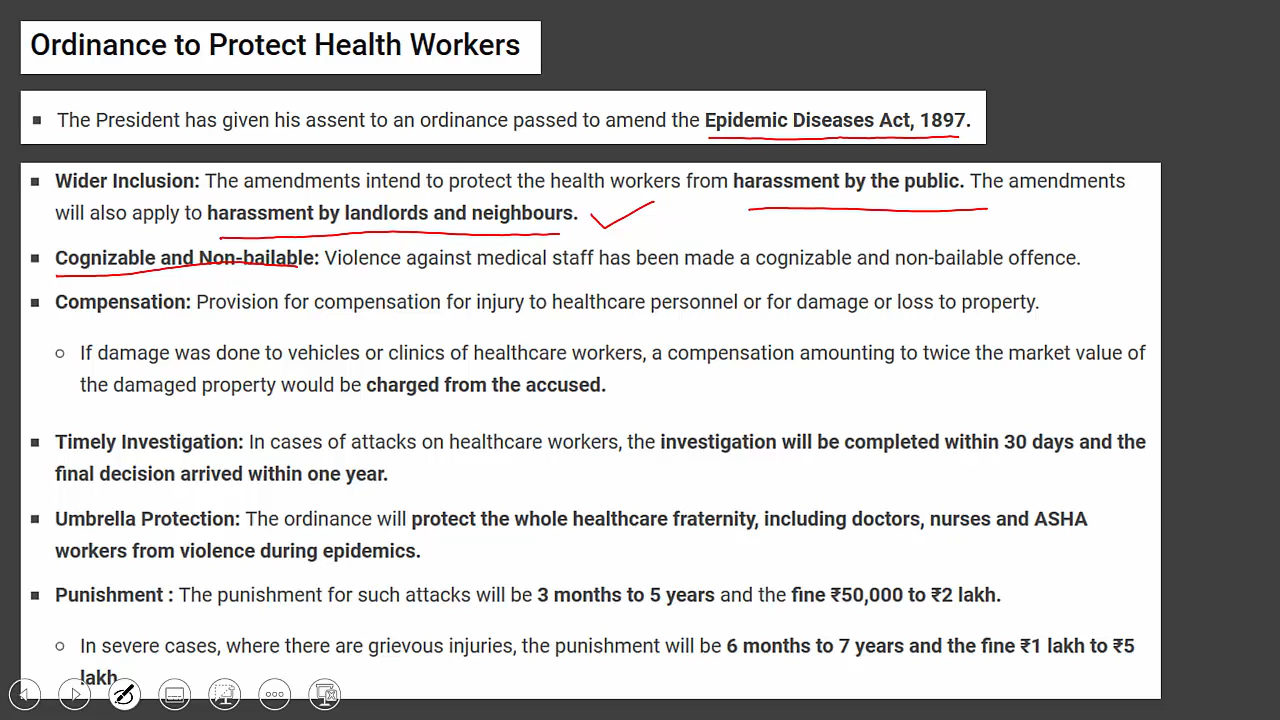 Ordinance to Protect Health Workers
▪ The President has given his assent to an ordinance passed to amend the Epidemic Diseases Act, 1897.
▪ Wider Inclusion: The amendments intend to protect the health workers from harassment by the public. The amendments
will also apply to harassment by landlords and neighbours.
▪ Cognizable and Non-bailable: Violence against medical staff has been made a cognizable and non-bailable offence.
▪ Compensation: Provision for compensation for injury to healthcare personnel or for damage or loss to property.
○ If damage was done to vehicles or clinics of healthcare workers, a compensation amounting to twice the market value of
the damaged property would be charged from the accused.
▪ Timely Investigation: In cases of attacks on healthcare workers, the investigation will be completed within 30 days and the
final decision arrived within one year.
▪ Umbrella Protection: The ordinance will protect the whole healthcare fraternity, including doctors, nurses and ASHA
workers from violence during epidemics.
▪ Punishment : The punishment for such attacks will be 3 months to 5 years and the fine ₹50,000 to ₹2 lakh.
○ In severe cases, where there are grievous injuries, the punishment will be 6 months to 7 years and the fine ₹1 lakh to ₹5
lakh